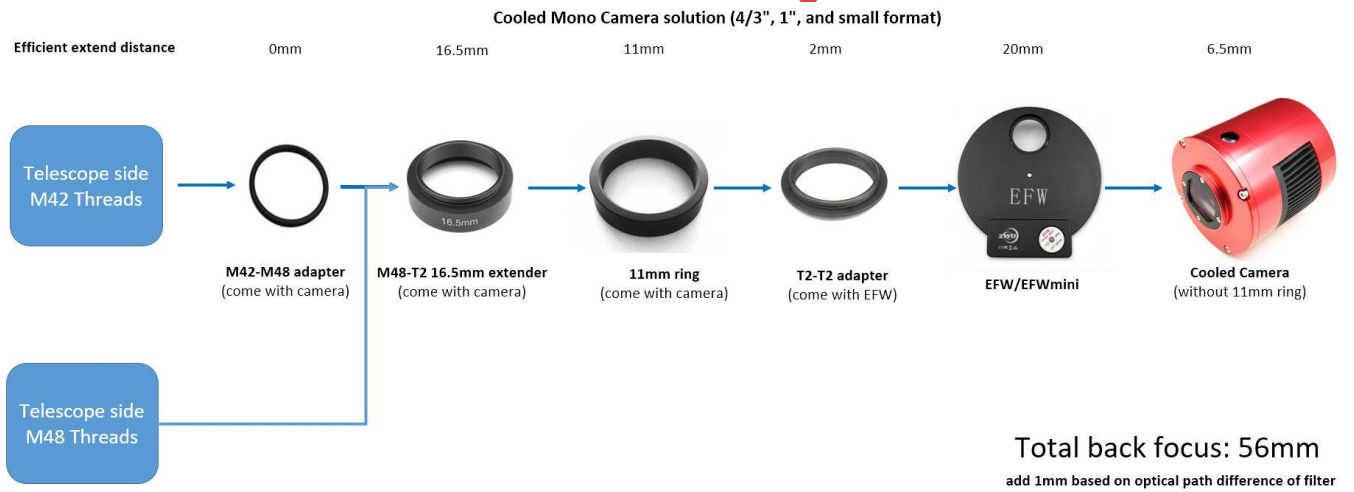 Cooled Mono Camera solution (4/3", 1", and small format)
Efficient extend distance 0mm 16.5mm 11mm 2mm 20mm 6.5mm
Telescope side
M42 Threads
16.5mm
EFW
ZWO
M42-M48 adapter
(come with camera)
M48-T2 16.5mm extender
(come with camera)
11mm ring
(come with camera)
T2-T2 adapter
(come with EFW)
EFW/EFWmini
Cooled Camera
(without 11mm ring)
Telescope side
M48 Threads
Total back focus: 56mm
add 1mm based on optical path difference of filter